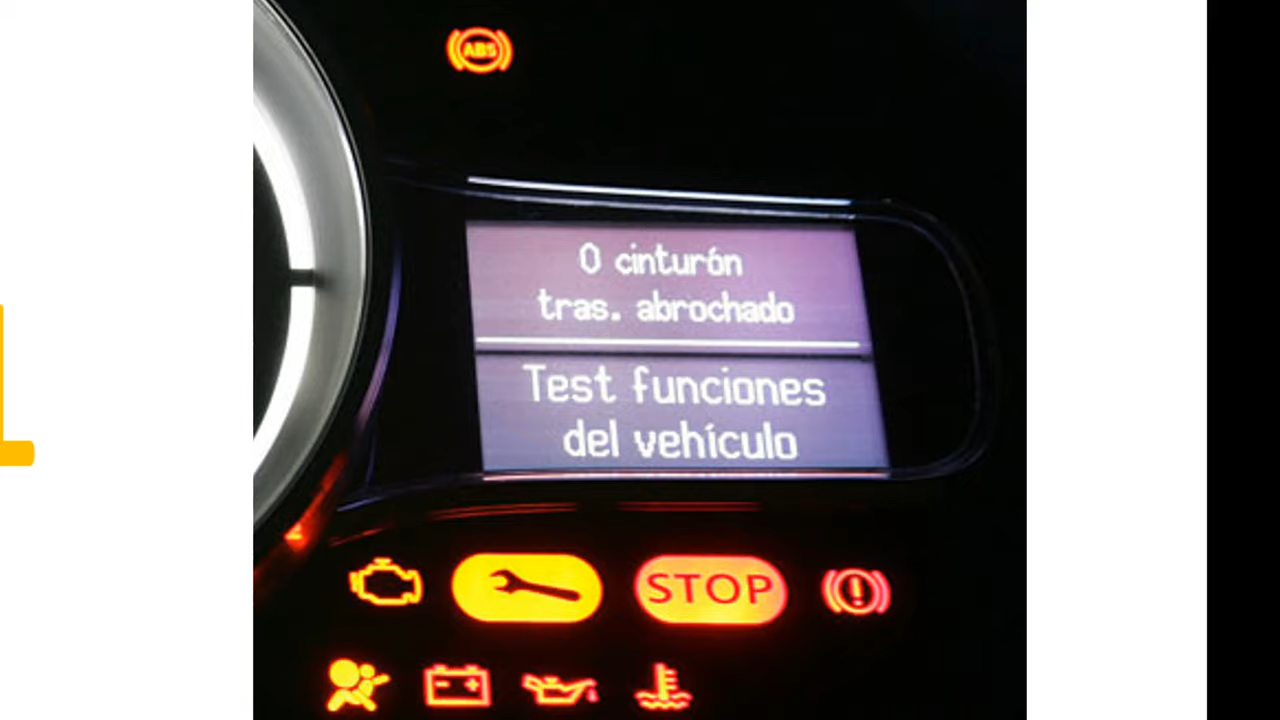 ABS
0 cinturón
tras. abrochado
Test funciones
del vehículo
STOP